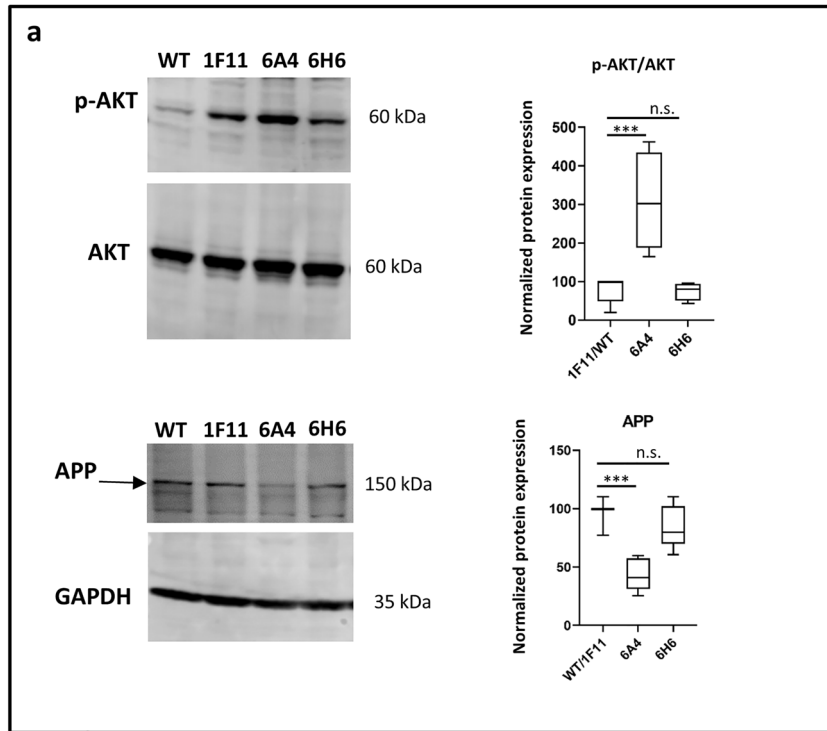 a
WT 1F11 6A4 6H6
p-AKT
60 kDa
AKT
60 kDa
p-AKT/AKT
n.s.
***
Normalized protein expression
500
400
300
200
100
0
1F11/WT
6A4
6H6
WT 1F11 6A4 6H6
APP
150 kDa
GAPDH
35 kDa
APP
n.s.
***
Normalized protein expression
150
100
50
0
WT/1F11
6A4
6H6